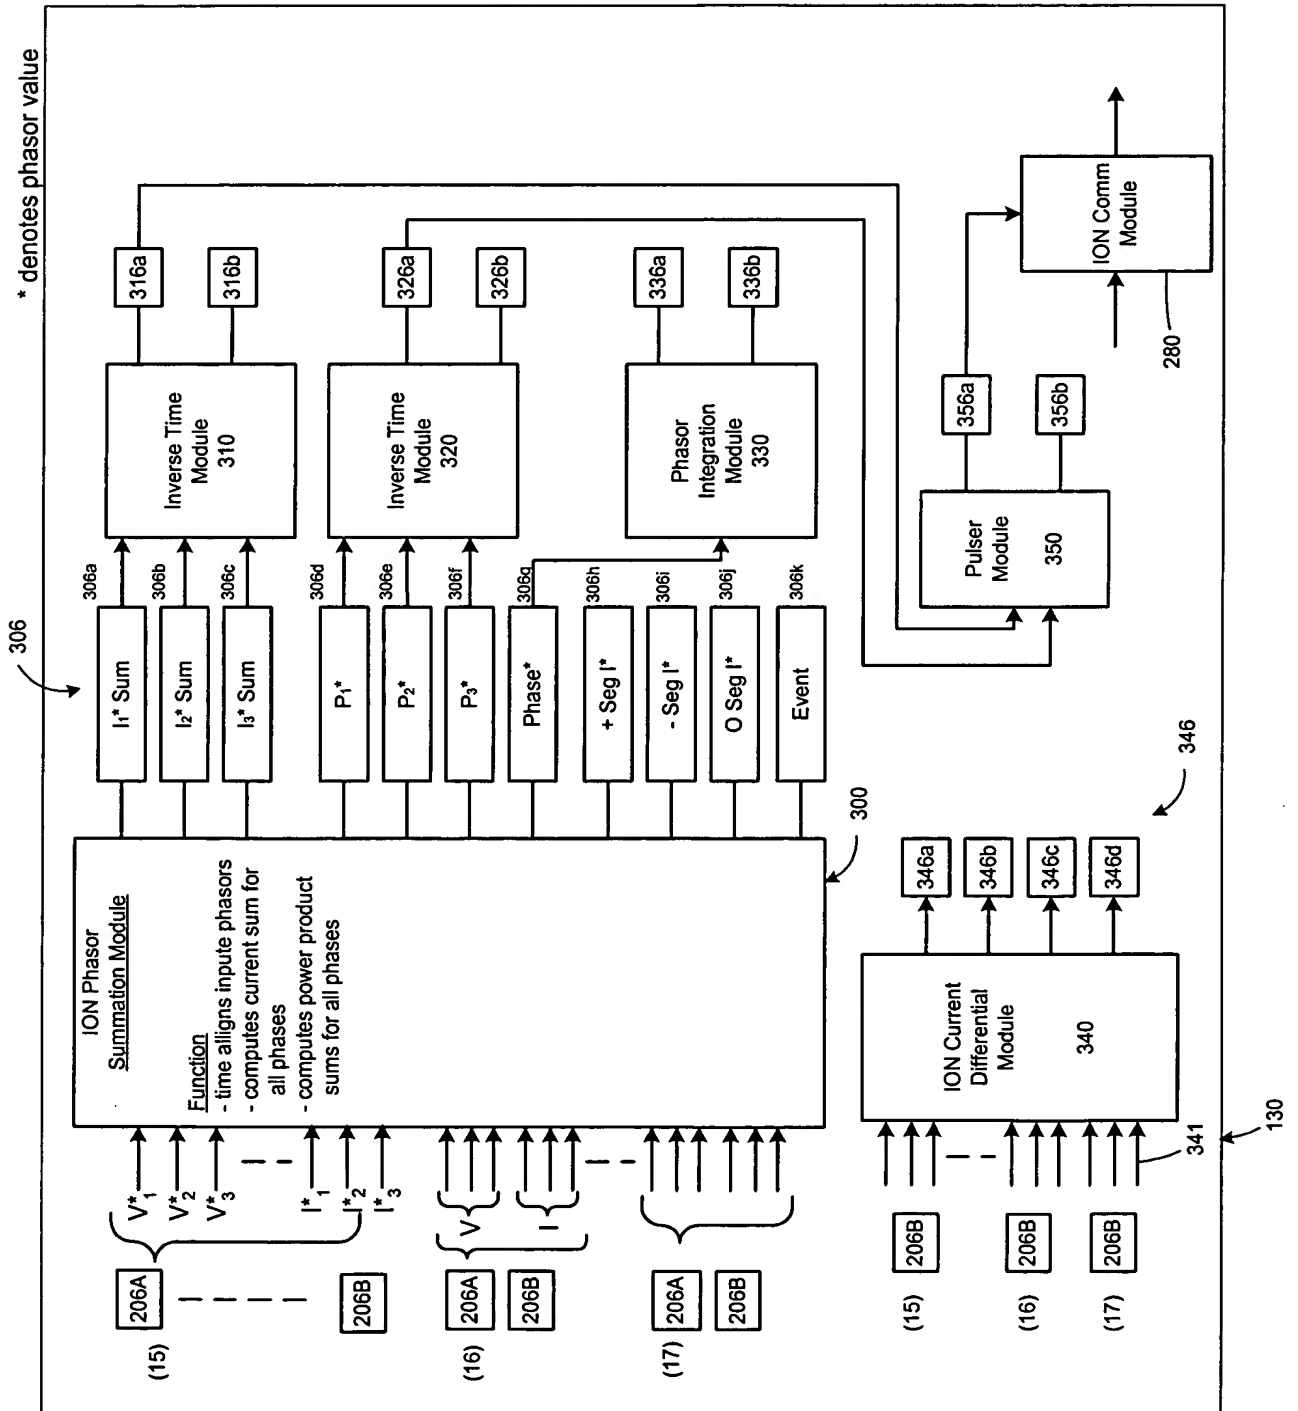 * denotes phasor value
306
ION Phasor
Summation Module
Function
- time alligns inpute phasors
- computes current sum for
all phases
- computes power product
sums for all phases
300
(15)
206A
206B
V*1
V*2
V*3
I*1
I*2
I*3
(16)
206A
206B
V
I
(17)
206A
206B
I1* Sum
306a
I2* Sum
306b
I3* Sum
306c
P1*
306d
P2*
306e
P3*
306f
Phase*
306g
+ Seg I*
306h
- Seg I*
306i
O Seg I*
306j
Event
306k
Inverse Time
Module
310
316a
316b
Inverse Time
Module
320
326a
326b
Phasor
Integration
Module
330
336a
336b
(15)
206B
(16)
206B
(17)
206B
341
130
ION Current
Differential
Module
340
346a
346b
346c
346d
346
Pulser
Module
350
356a
356b
ION Comm
Module
280